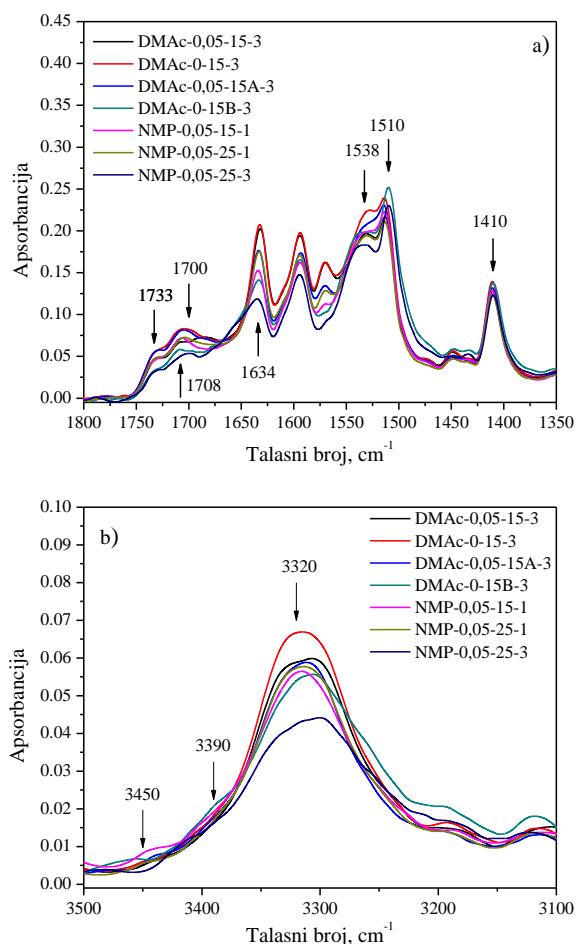 a)
DMAc-0,05-15-3
DMAc-0-15-3
DMAc-0,05-15A-3
DMAc-0-15B-3
NMP-0,05-15-1
NMP-0,05-25-1
NMP-0,05-25-3
1510
1538
1410
1733
1700
1708
1634
0.45
0.40
0.35
0.30
0.25
0.20
0.15
0.10
0.05
0.00
Apsorbancija
1800 1750 1700 1650 1600 1550 1500 1450 1400 1350
Talasni broj, cm⁻¹
b)
DMAc-0,05-15-3
DMAc-0-15-3
DMAc-0,05-15A-3
DMAc-0-15B-3
NMP-0,05-15-1
NMP-0,05-25-1
NMP-0,05-25-3
3320
3390
3450
0.10
0.09
0.08
0.07
0.06
0.05
0.04
0.03
0.02
0.01
0.00
Apsorbancija
3500 3400 3300 3200 3100
Talasni broj, cm⁻¹